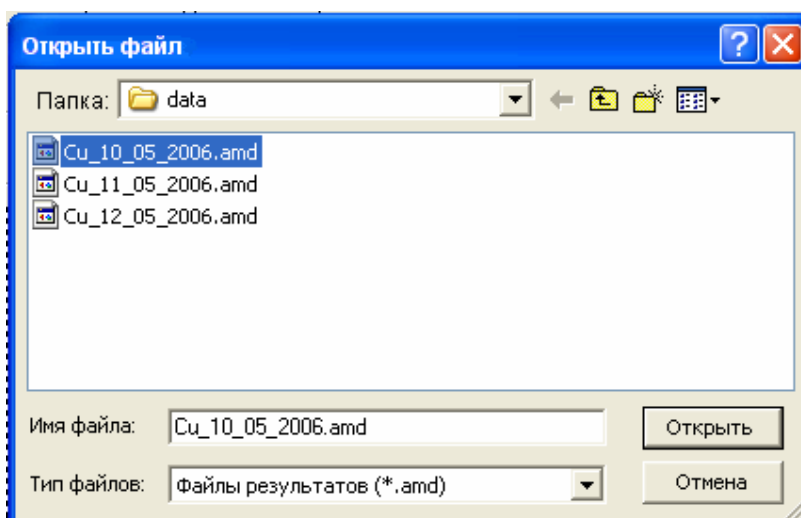 Открыть файл
Папка: data
Cu_10_05_2006.amd
Cu_11_05_2006.amd
Cu_12_05_2006.amd
Имя файла: Cu_10_05_2006.amd Открыть
Тип файлов: Файлы результатов (*.amd) Отмена